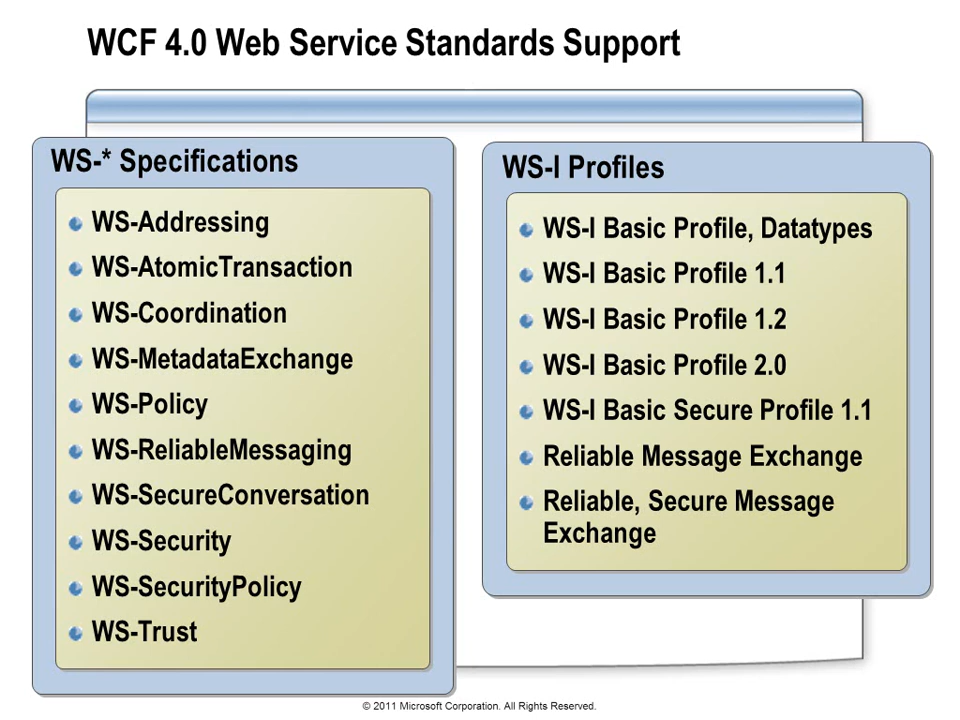 WCF 4.0 Web Service Standards Support
WS-* Specifications
WS-Addressing
WS-AtomicTransaction
WS-Coordination
WS-MetadataExchange
WS-Policy
WS-ReliableMessaging
WS-SecureConversation
WS-Security
WS-SecurityPolicy
WS-Trust
WS-I Profiles
WS-I Basic Profile, Datatypes
WS-I Basic Profile 1.1
WS-I Basic Profile 1.2
WS-I Basic Profile 2.0
WS-I Basic Secure Profile 1.1
Reliable Message Exchange
Reliable, Secure Message
Exchange
© 2011 Microsoft Corporation. All Rights Reserved.